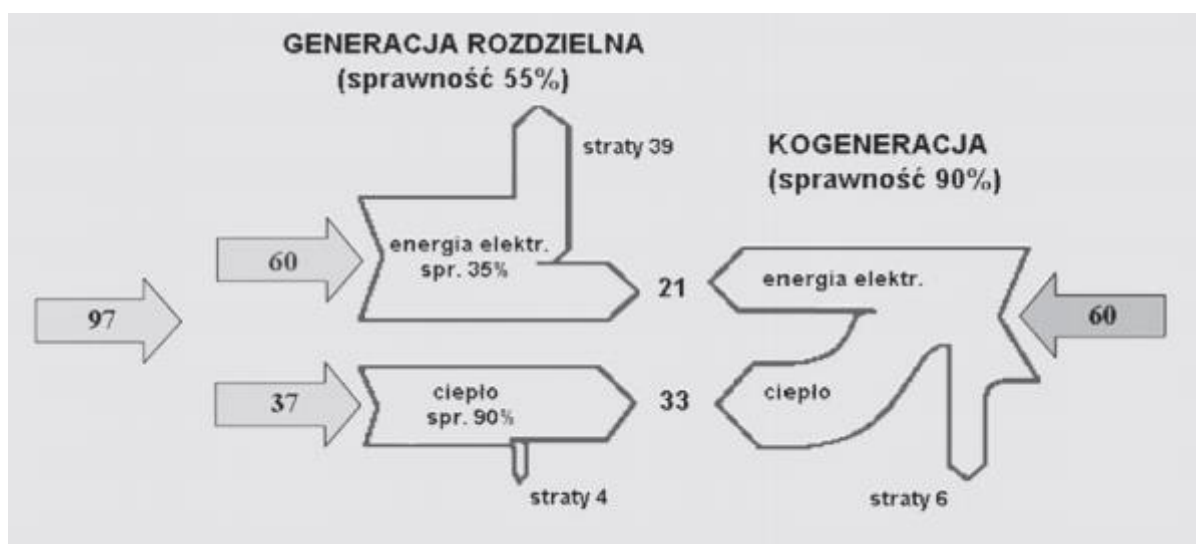 GENERACJA ROZDZIELNA
(sprawność 55%)
straty 39
KOGENERACJA
(sprawność 90%)
60
energia elektr.
spr. 35%
21
energia elektr.
97
60
37
ciepło
spr. 90%
33
ciepło
straty 4
straty 6